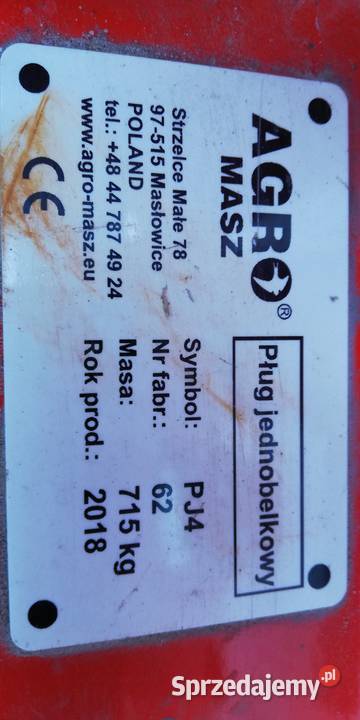 AGRO®
MASZ
Strzelce Małe 78
97-515 Masłowice
POLAND
tel.: +48 44 787 49 24
www.agro-masz.eu
CE
Pług jednobelkowy
Symbol: PJ4
Nr fabr.: 62
Masa: 715 kg
Rok prod.: 2018
Sprzedajemy.pl